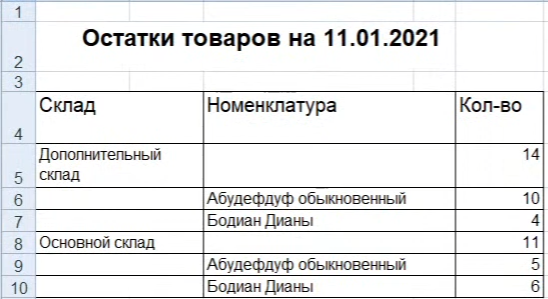 1
Остатки товаров на 11.01.2021
2
3
Склад Номенклатура Кол-во
4
Дополнительный 14
склад
5
6 Абудефдуф обыкновенный 10
7 Бодиан Дианы 4
8 Основной склад 11
9 Абудефдуф обыкновенный 5
10 Бодиан Дианы 6